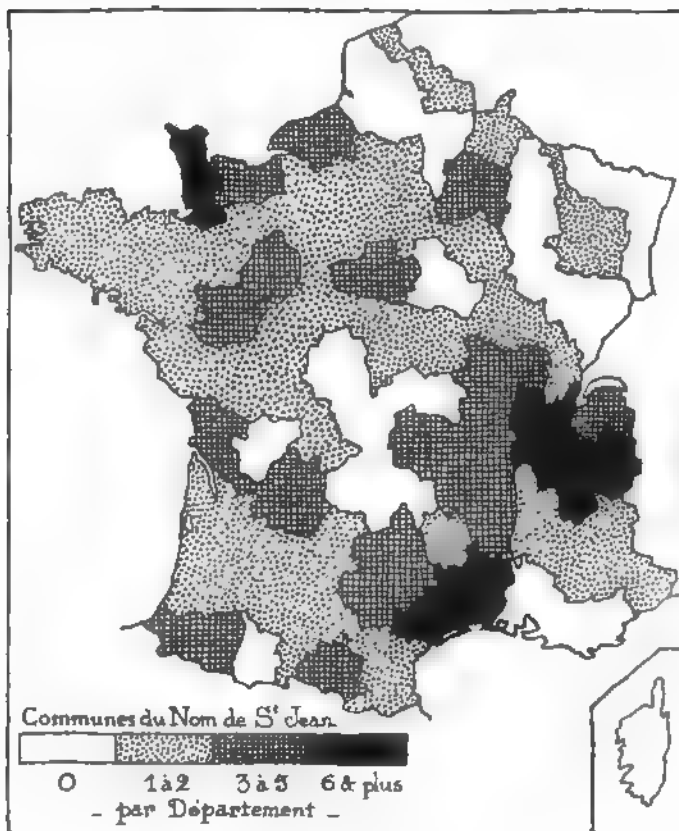 Communes du Nom de St Jean
0 1 à 2 3 à 5 6 & plus
- par Département -